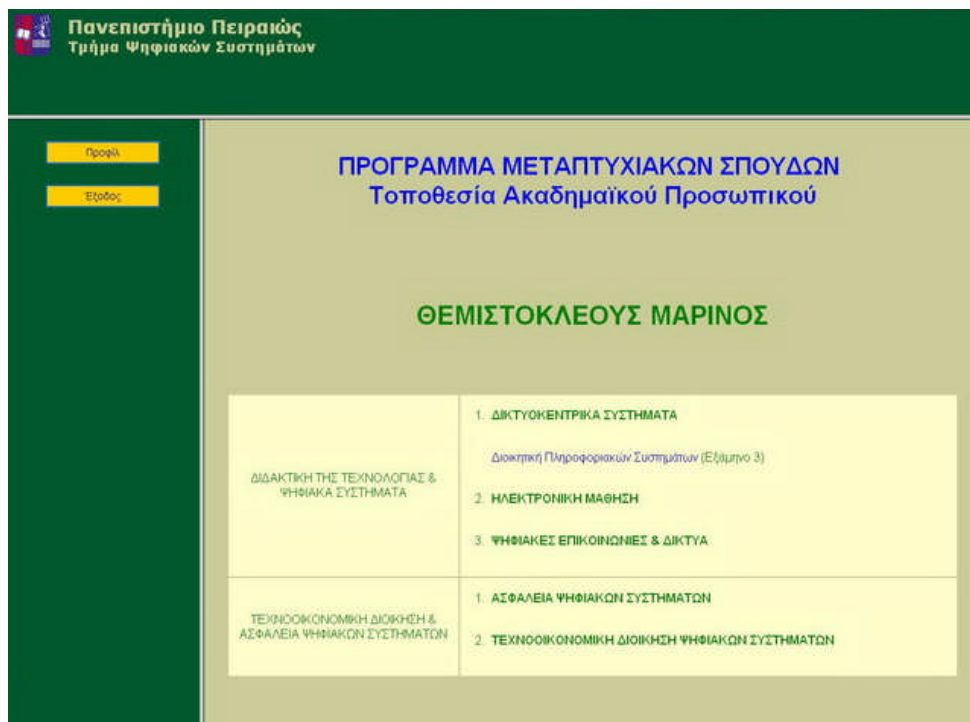 Πανεπιστήμιο Πειραιώς
Τμήμα Ψηφιακών Συστημάτων
Προφίλ
Έξοδος
ΠΡΟΓΡΑΜΜΑ ΜΕΤΑΠΤΥΧΙΑΚΩΝ ΣΠΟΥΔΩΝ
Τοποθεσία Ακαδημαϊκού Προσωπικού
ΘΕΜΙΣΤΟΚΛΕΟΥΣ ΜΑΡΙΝΟΣ
ΔΙΔΑΚΤΙΚΗ ΤΗΣ ΤΕΧΝΟΛΟΓΙΑΣ &
ΨΗΦΙΑΚΑ ΣΥΣΤΗΜΑΤΑ
1. ΔΙΚΤΥΟΚΕΝΤΡΙΚΑ ΣΥΣΤΗΜΑΤΑ
Διοικητική Πληροφοριακών Συστημάτων (Εξάμηνο 3)
2. ΗΛΕΚΤΡΟΝΙΚΗ ΜΑΘΗΣΗ
3. ΨΗΦΙΑΚΕΣ ΕΠΙΚΟΙΝΩΝΙΕΣ & ΔΙΚΤΥΑ
ΤΕΧΝΟΟΙΚΟΝΟΜΙΚΗ ΔΙΟΙΚΗΣΗ &
ΑΣΦΑΛΕΙΑ ΨΗΦΙΑΚΩΝ ΣΥΣΤΗΜΑΤΩΝ
1. ΑΣΦΑΛΕΙΑ ΨΗΦΙΑΚΩΝ ΣΥΣΤΗΜΑΤΩΝ
2. ΤΕΧΝΟΟΙΚΟΝΟΜΙΚΗ ΔΙΟΙΚΗΣΗ ΨΗΦΙΑΚΩΝ ΣΥΣΤΗΜΑΤΩΝ